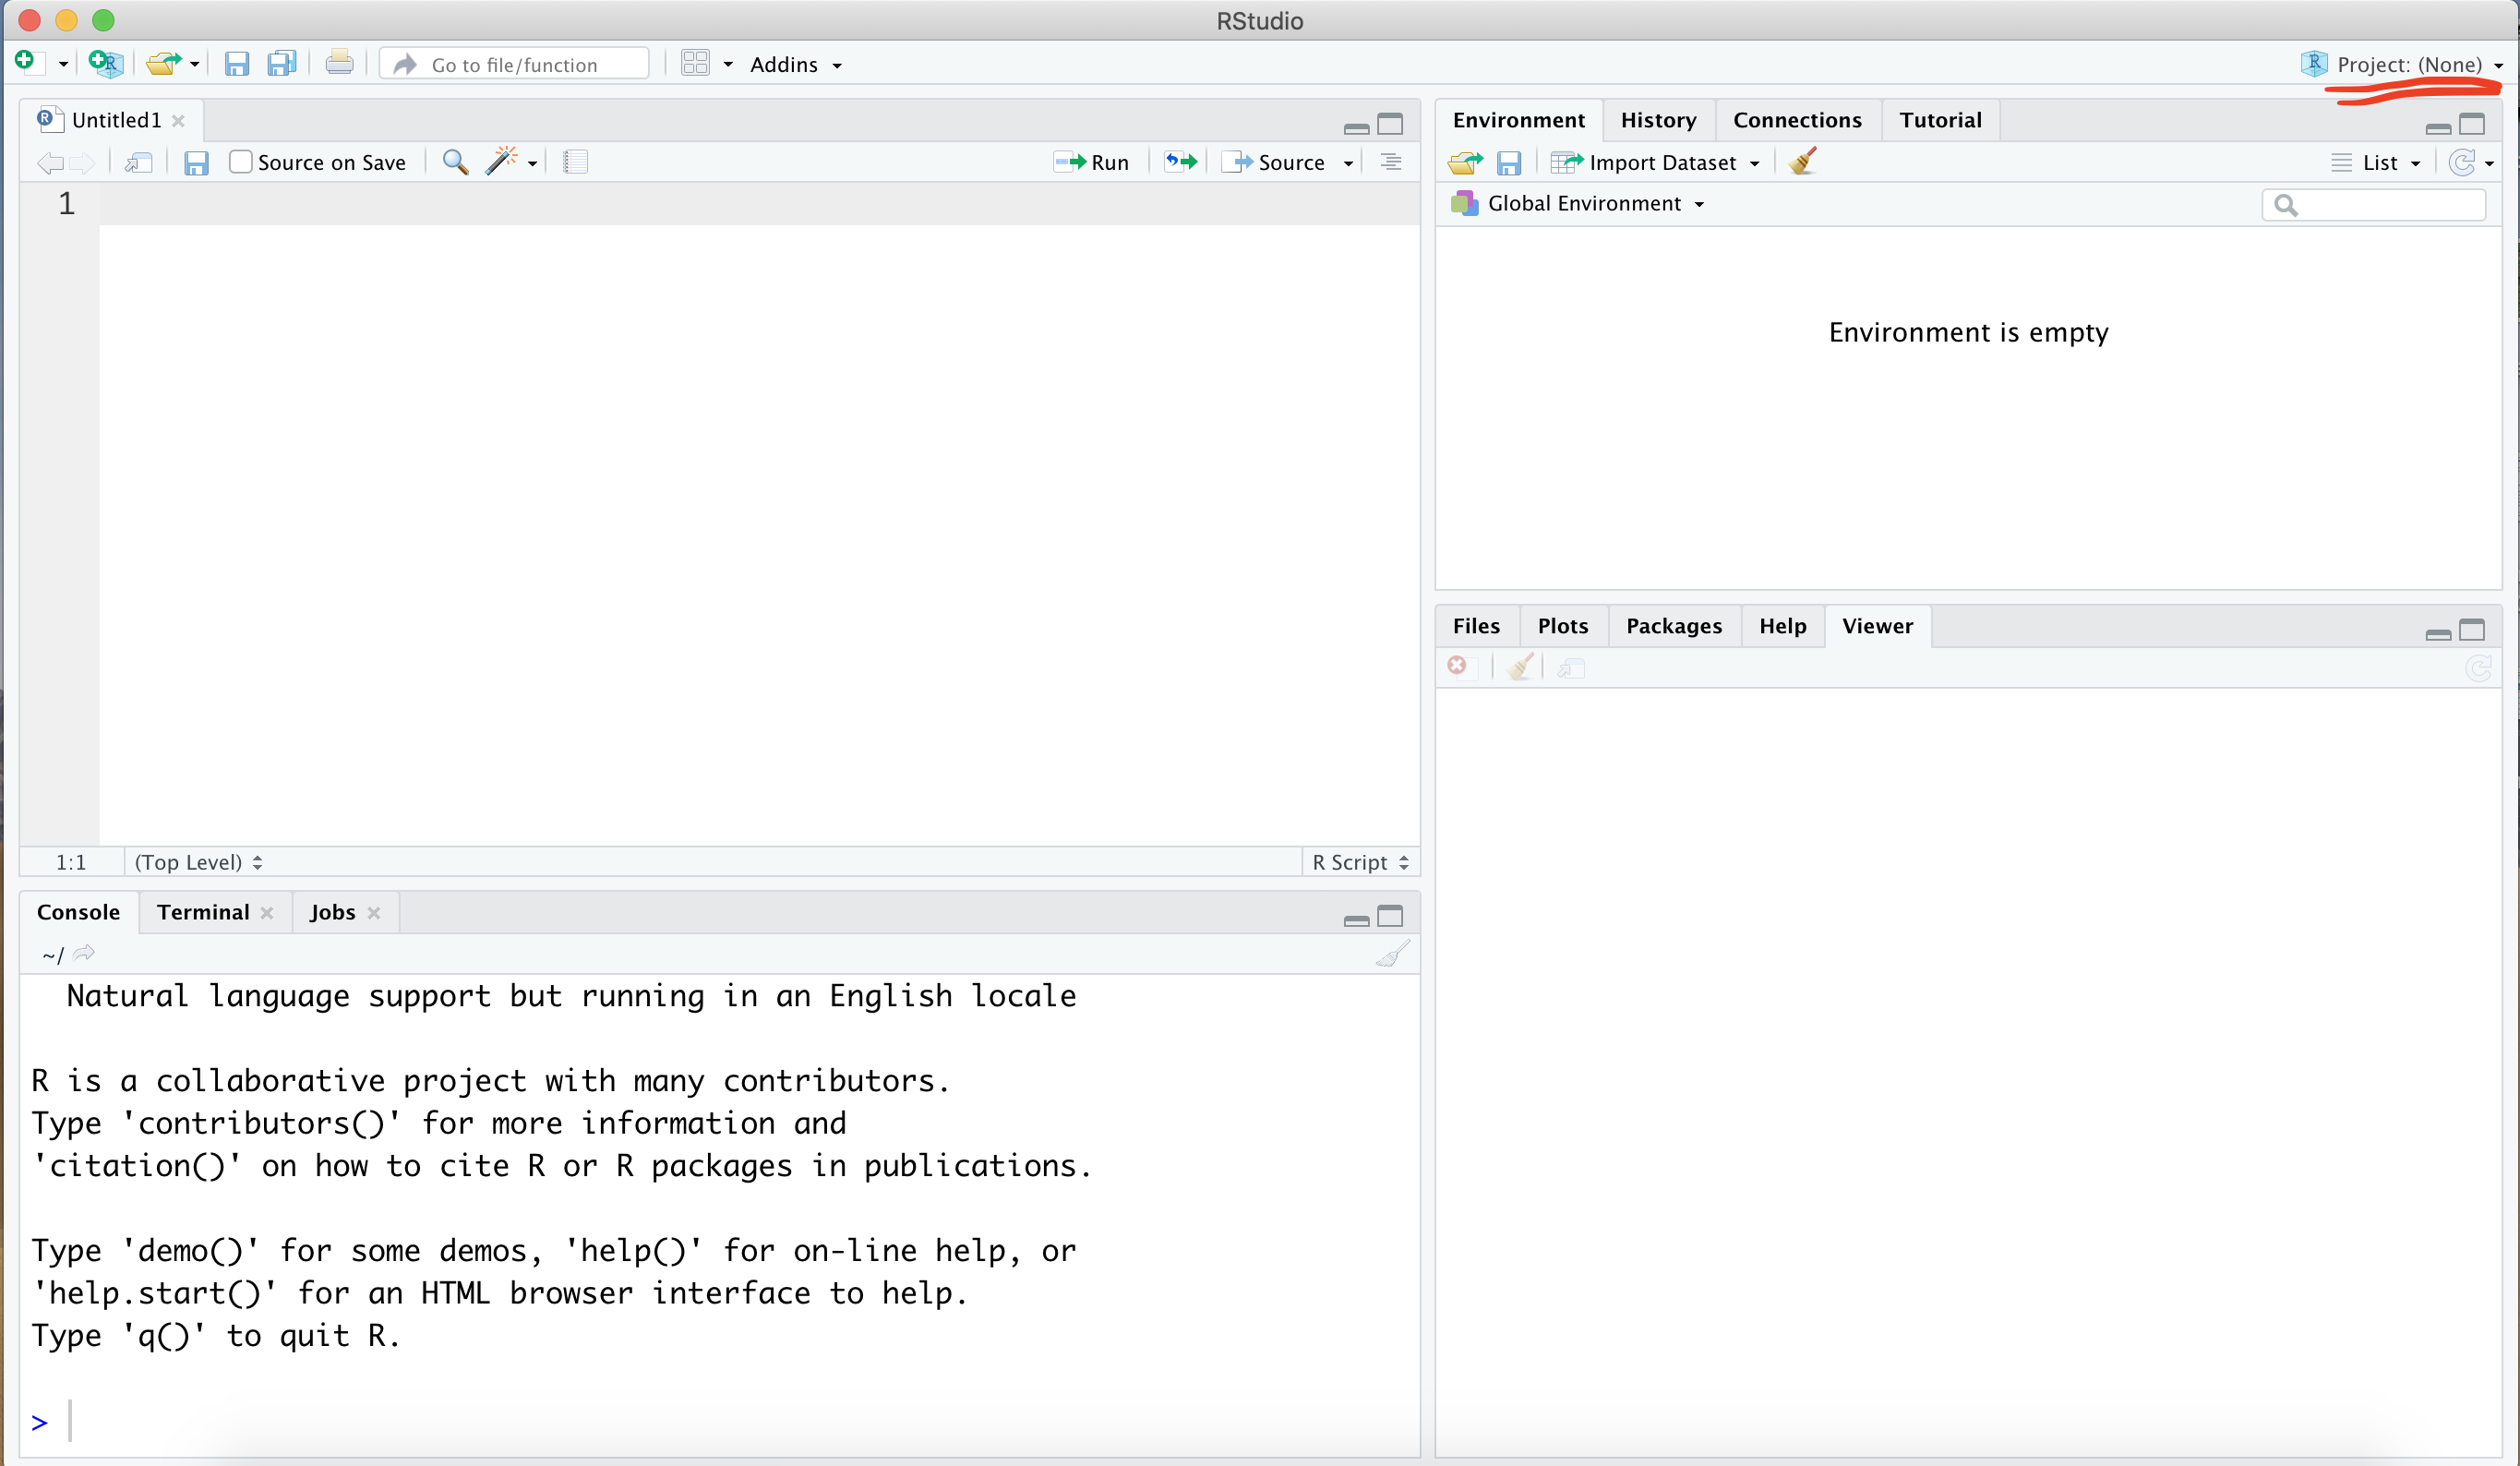 RStudio
Go to file/function
Addins
Project: (None)
Untitled1
Source on Save
Run
Source
1
1:1
(Top Level)
R Script
Console
Terminal
Jobs
~/
Natural language support but running in an English locale
R is a collaborative project with many contributors.
Type 'contributors()' for more information and
'citation()' on how to cite R or R packages in publications.
Type 'demo()' for some demos, 'help()' for on-line help, or
'help.start()' for an HTML browser interface to help.
Type 'q()' to quit R.
>
Environment
History
Connections
Tutorial
Import Dataset
List
Global Environment
Environment is empty
Files
Plots
Packages
Help
Viewer